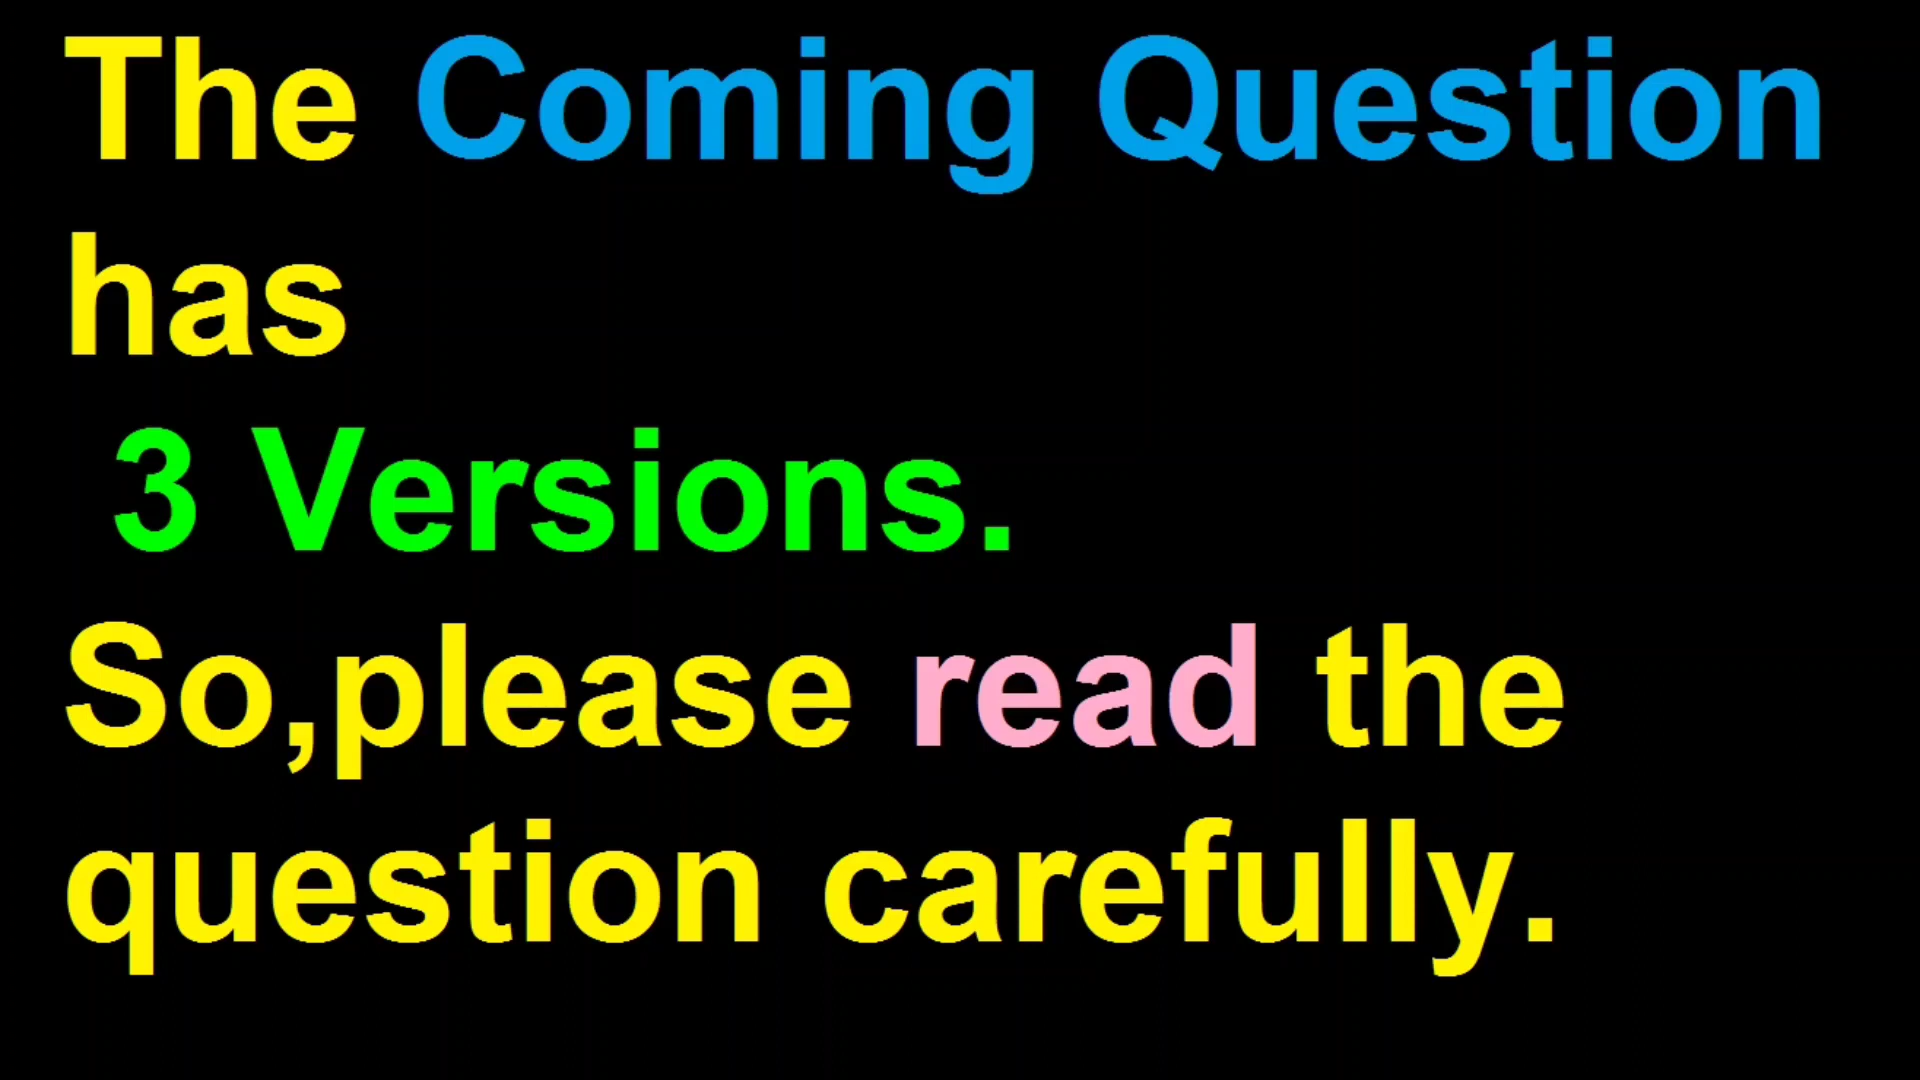 The Coming Question
has
3 Versions.
So,please read the
question carefully.